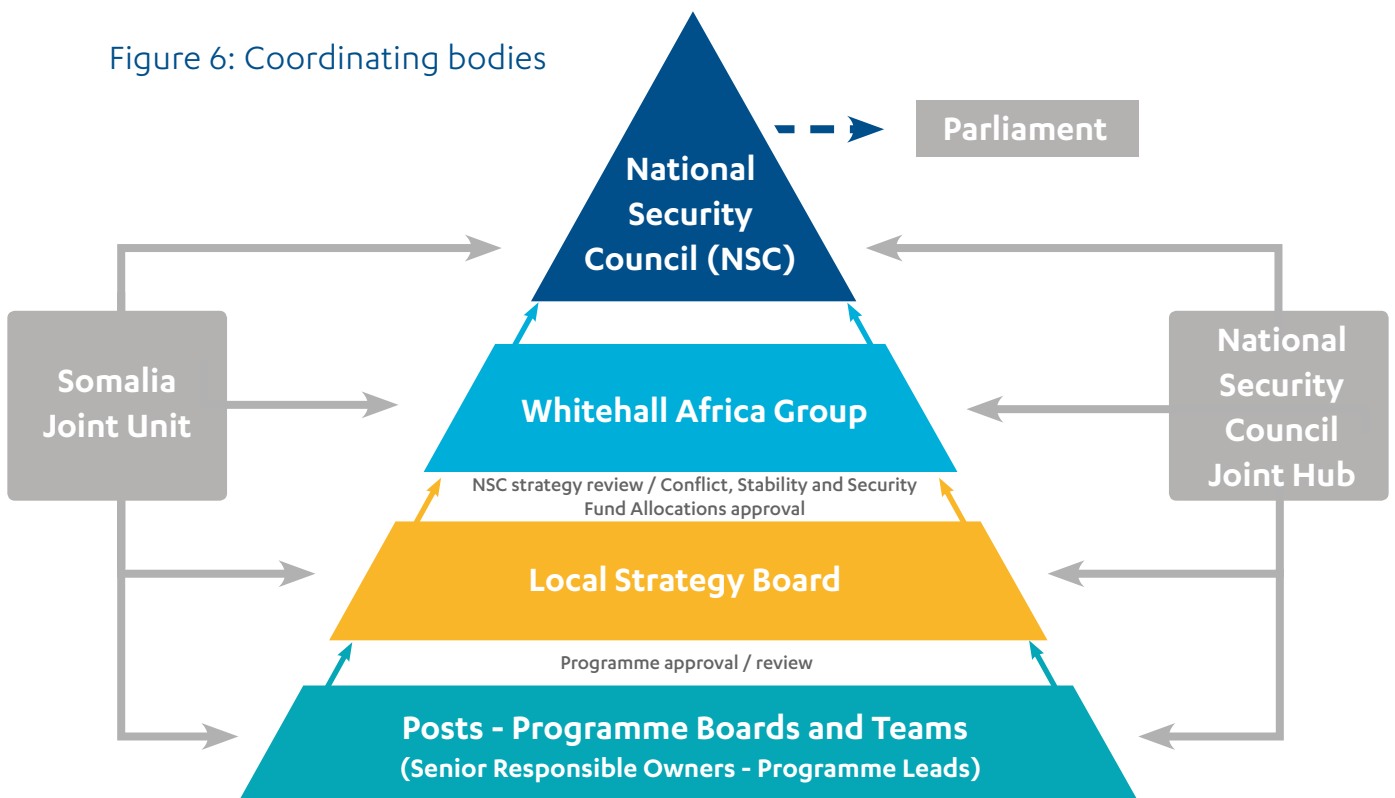 Figure 6: Coordinating bodies
Parliament
National
Security
Council (NSC)
Somalia
Joint Unit
Whitehall Africa Group
National
Security
Council
Joint Hub
NSC strategy review / Conflict, Stability and Security
Fund Allocations approval
Local Strategy Board
Programme approval / review
Posts - Programme Boards and Teams
(Senior Responsible Owners - Programme Leads)